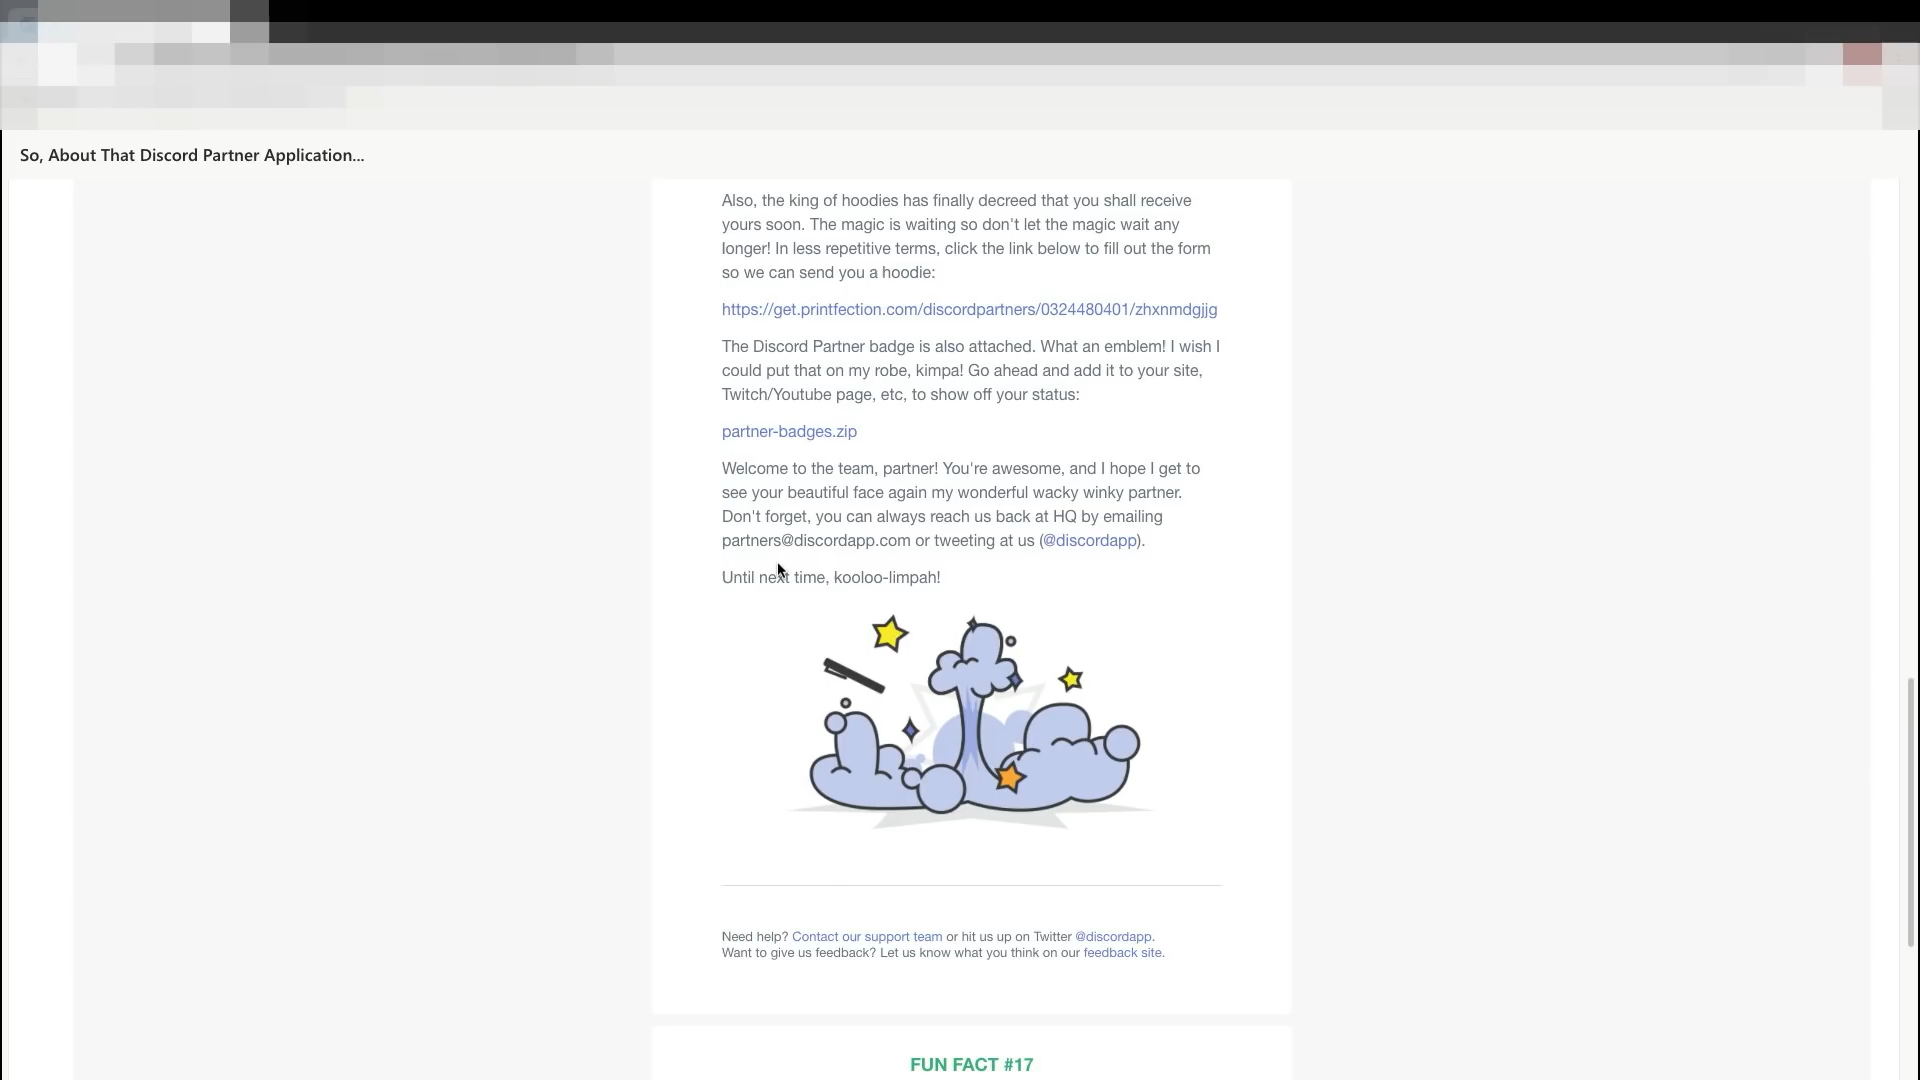 So, About That Discord Partner Application...
Also, the king of hoodies has finally decreed that you shall receive
yours soon. The magic is waiting so don't let the magic wait any
longer! In less repetitive terms, click the link below to fill out the form
so we can send you a hoodie:
https://get.printfection.com/discordpartners/0324480401/zhxnmdgjjg
The Discord Partner badge is also attached. What an emblem! I wish I
could put that on my robe, kimpa! Go ahead and add it to your site,
Twitch/Youtube page, etc, to show off your status:
partner-badges.zip
Welcome to the team, partner! You're awesome, and I hope I get to
see your beautiful face again my wonderful wacky winky partner.
Don't forget, you can always reach us back at HQ by emailing
partners@discordapp.com or tweeting at us (@discordapp).
Until next time, kooloo-limpah!
Need help? Contact our support team or hit us up on Twitter @discordapp.
Want to give us feedback? Let us know what you think on our feedback site.
FUN FACT #17